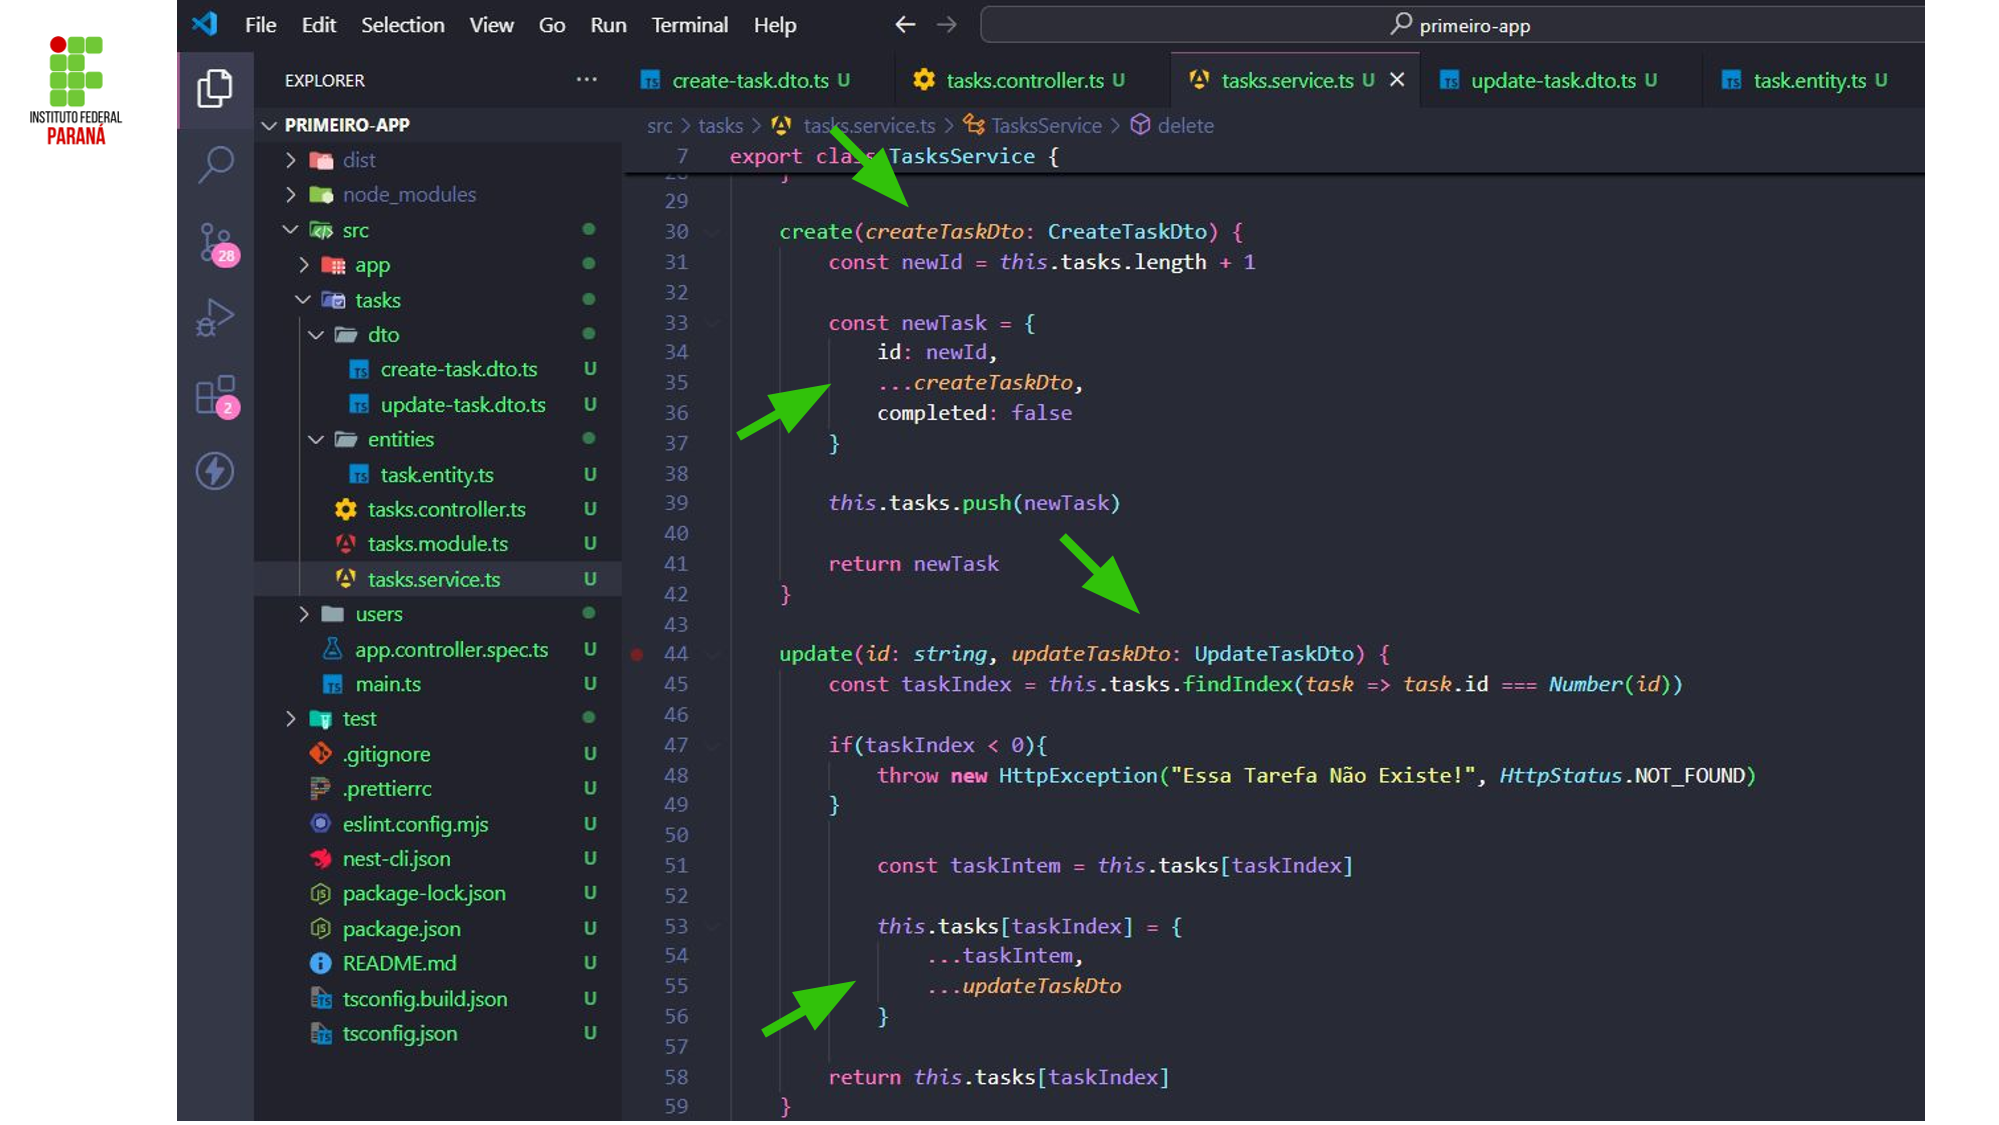 INSTITUTO FEDERAL
PARANÁ
File Edit Selection View Go Run Terminal Help
primeiro-app
EXPLORER
PRIMEIRO-APP
dist
node_modules
src
app
tasks
dto
create-task.dto.ts U
update-task.dto.ts U
entities
task.entity.ts U
tasks.controller.ts U
tasks.module.ts U
tasks.service.ts U
users
app.controller.spec.ts U
main.ts U
test
.gitignore U
.prettierrc U
eslint.config.mjs U
nest-cli.json U
package-lock.json U
package.json U
README.md U
tsconfig.build.json U
tsconfig.json U
28
2
create-task.dto.ts U tasks.controller.ts U tasks.service.ts U update-task.dto.ts U task.entity.ts U
src > tasks > tasks.service.ts > TasksService > delete
7 export class TasksService {
28 }
29
30 create(createTaskDto: CreateTaskDto) {
31 const newId = this.tasks.length + 1
32
33 const newTask = {
34 id: newId,
35 ...createTaskDto,
36 completed: false
37 }
38
39 this.tasks.push(newTask)
40
41 return newTask
42 }
43
44 update(id: string, updateTaskDto: UpdateTaskDto) {
45 const taskIndex = this.tasks.findIndex(task => task.id === Number(id))
46
47 if(taskIndex < 0){
48 throw new HttpException("Essa Tarefa Não Existe!", HttpStatus.NOT_FOUND)
49 }
50
51 const taskIntem = this.tasks[taskIndex]
52
53 this.tasks[taskIndex] = {
54 ...taskIntem,
55 ...updateTaskDto
56 }
57
58 return this.tasks[taskIndex]
59 }